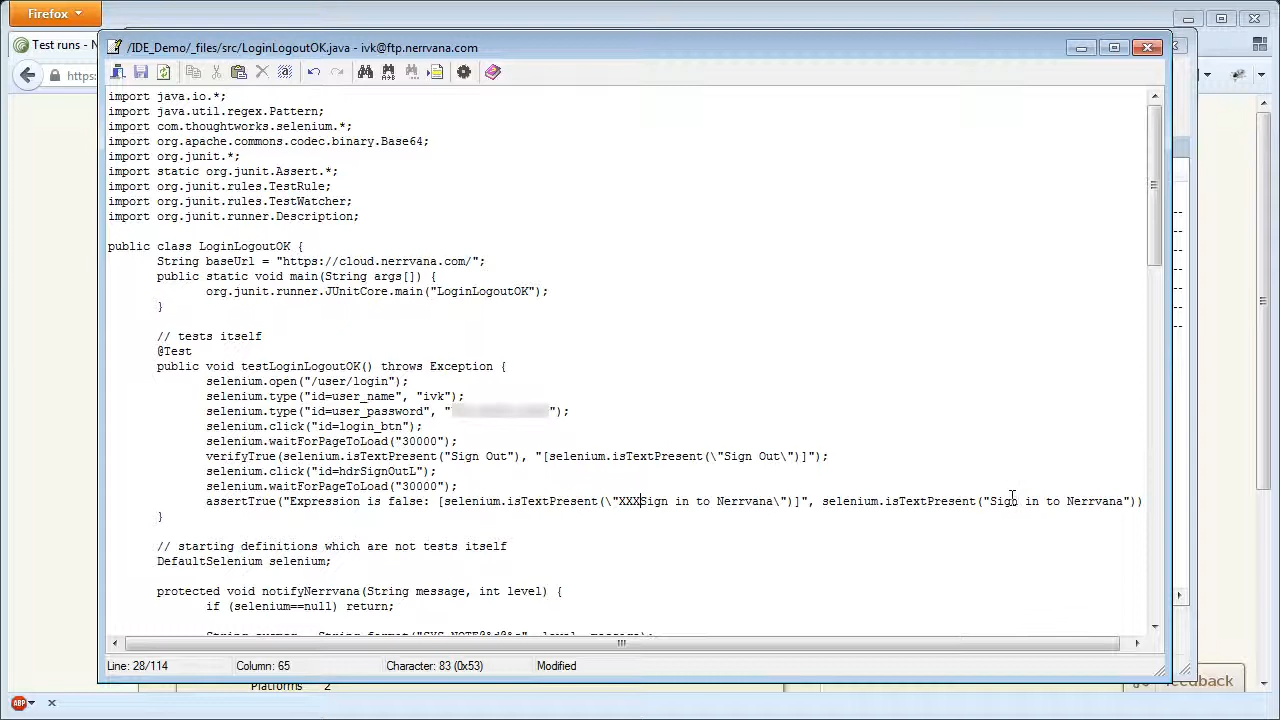 Firefox
Test runs - N
https:
/IDE_Demo/_files/src/LoginLogoutOK.java - ivk@ftp.nerrvana.com
import java.io.*;
import java.util.regex.Pattern;
import com.thoughtworks.selenium.*;
import org.apache.commons.codec.binary.Base64;
import org.junit.*;
import static org.junit.Assert.*;
import org.junit.rules.TestRule;
import org.junit.rules.TestWatcher;
import org.junit.runner.Description;
public class LoginLogoutOK {
String baseUrl = "https://cloud.nerrvana.com/";
public static void main(String args[]) {
org.junit.runner.JUnitCore.main("LoginLogoutOK");
}
// tests itself
@Test
public void testLoginLogoutOK() throws Exception {
selenium.open("/user/login");
selenium.type("id=user_name", "ivk");
selenium.type("id=user_password", "");
selenium.click("id=login_btn");
selenium.waitForPageToLoad("30000");
verifyTrue(selenium.isTextPresent("Sign Out"), "[selenium.isTextPresent(\"Sign Out\")]");
selenium.click("id=hdrSignOutL");
selenium.waitForPageToLoad("30000");
assertTrue("Expression is false: [selenium.isTextPresent(\"XXXSign in to Nerrvana\")]", selenium.isTextPresent("Sign in to Nerrvana"))
}
// starting definitions which are not tests itself
DefaultSelenium selenium;
protected void notifyNerrvana(String message, int level) {
if (selenium==null) return;
Line: 28/114 Column: 65 Character: 83 (0x53) Modified
Platforms 2
feedback
ABP